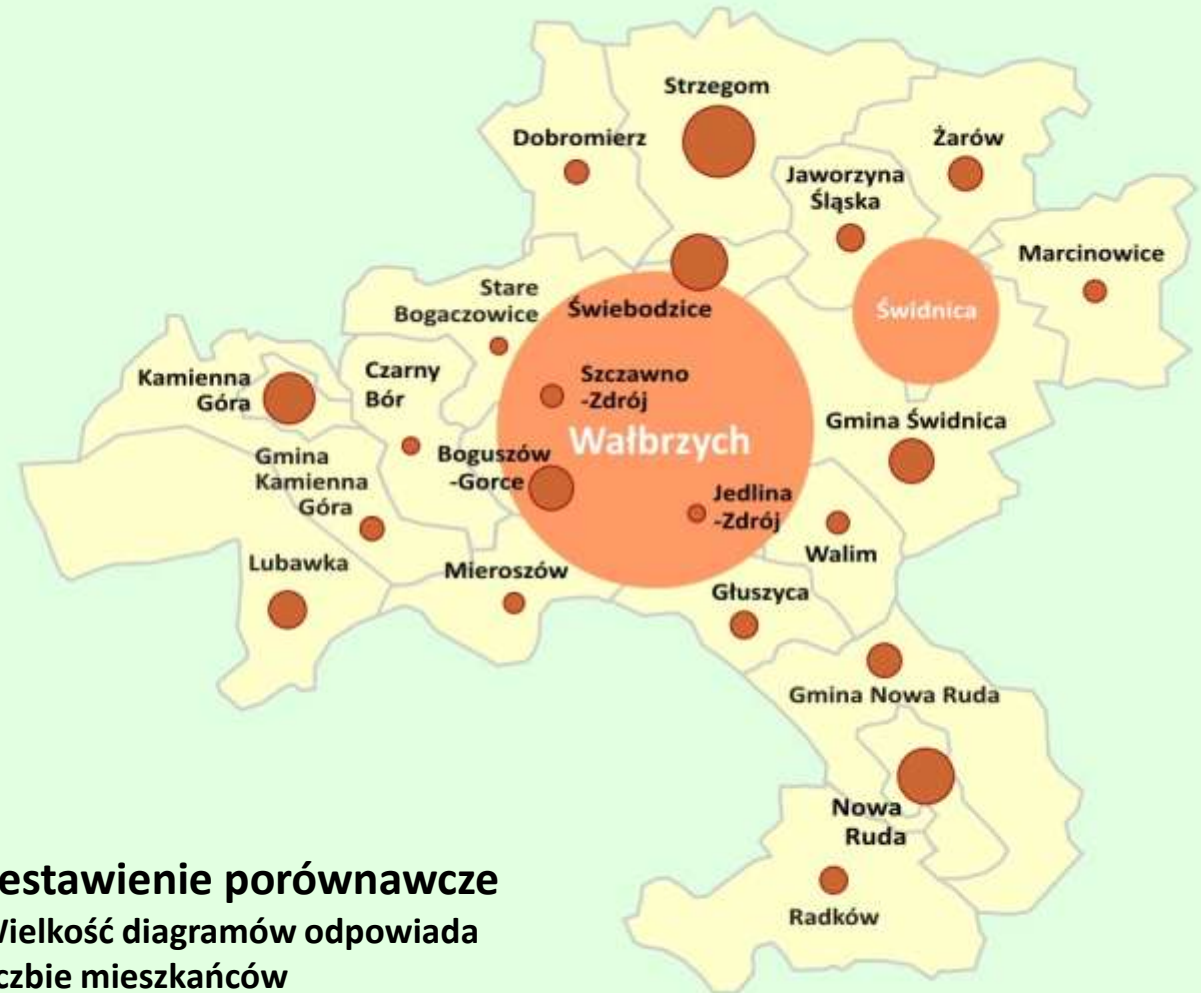 Strzegom
Dobromierz
Żarów
Jaworzyna
Śląska
Marcinowice
Stare
Bogaczowice
Świebodzice
Świdnica
Kamienna
Góra
Czarny
Bór
Szczawno
-Zdrój
Wałbrzych
Gmina Świdnica
Gmina
Kamienna
Góra
Boguszów
-Gorce
Jedlina
-Zdrój
Walim
Lubawka
Mieroszów
Głuszyca
Gmina Nowa Ruda
Nowa
Ruda
Radków
estawienie porównawcze
Wielkość diagramów odpowiada
czbie mieszkańców